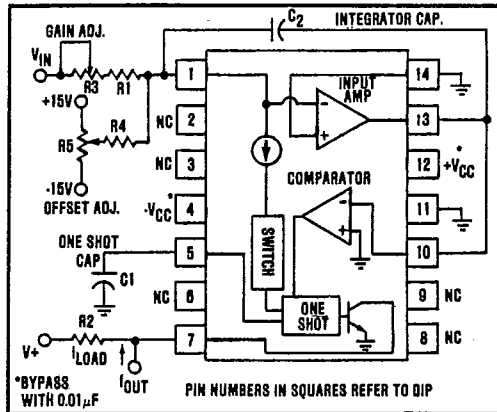 C2
INTEGRATOR CAP.
GAIN ADJ.
VIN
R3
R1
1
14
INPUT
AMP
-
+
+15V
NC
2
13
R4
R5
NC
3
12
+VCC*
COMPARATOR
-15V
-VCC*
4
11
OFFSET ADJ.
-
+
ONE SHOT
CAP
5
10
SWITCH
C1
NC
6
9
NC
ONE
SHOT
R2
V+
ILOAD
7
8
NC
fOUT
*BYPASS
WITH 0.01µF
PIN NUMBERS IN SQUARES REFER TO DIP